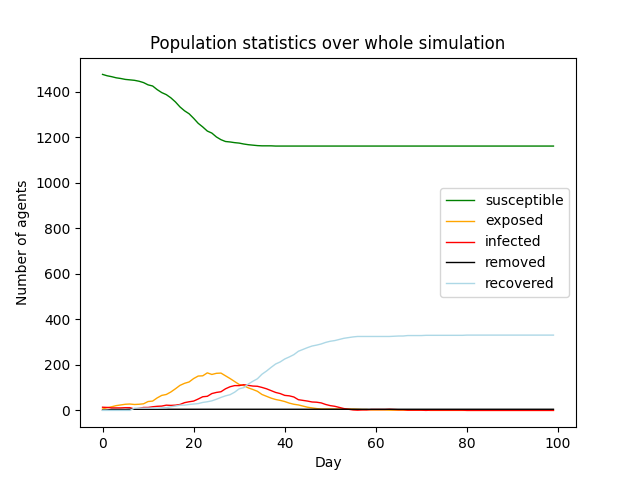 Population statistics over whole simulation
1400
1200
1000
800
600
400
200
0
Number of agents
susceptible
exposed
infected
removed
recovered
0 20 40 60 80 100
Day